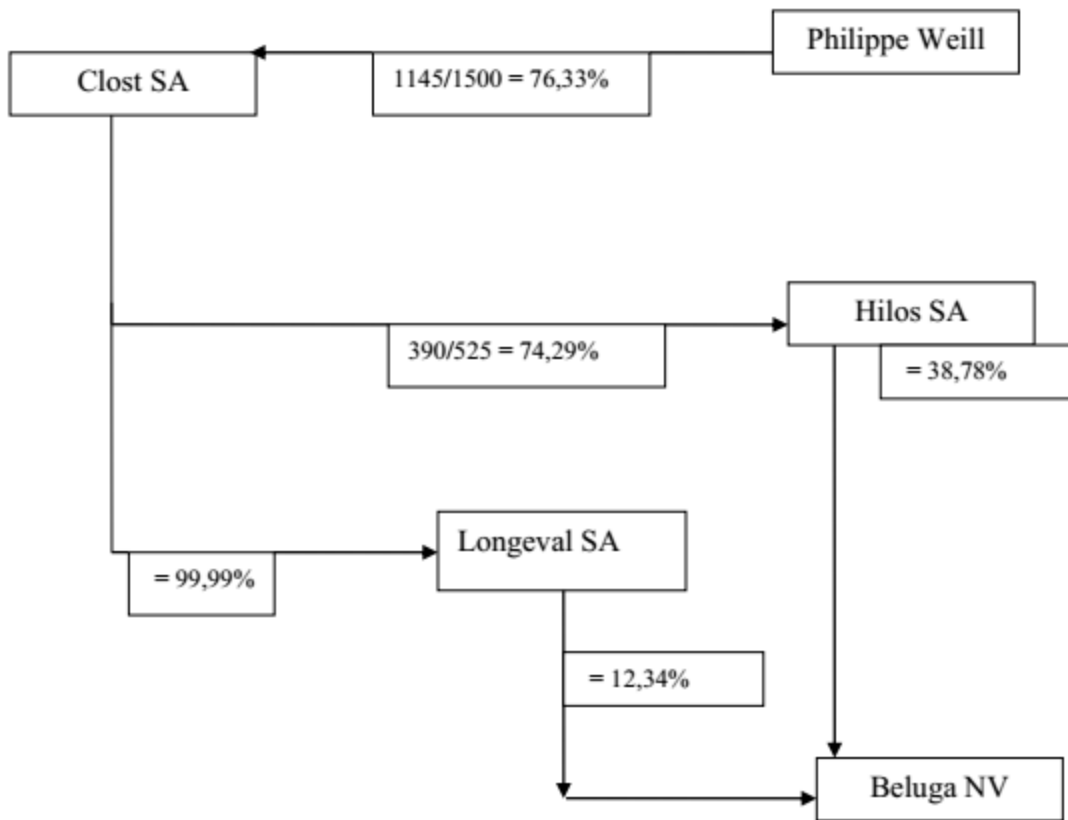 Philippe Weill
Clost SA
1145/1500 = 76,33%
Hilos SA
390/525 = 74,29%
= 38,78%
Longeval SA
= 99,99%
= 12,34%
Beluga NV